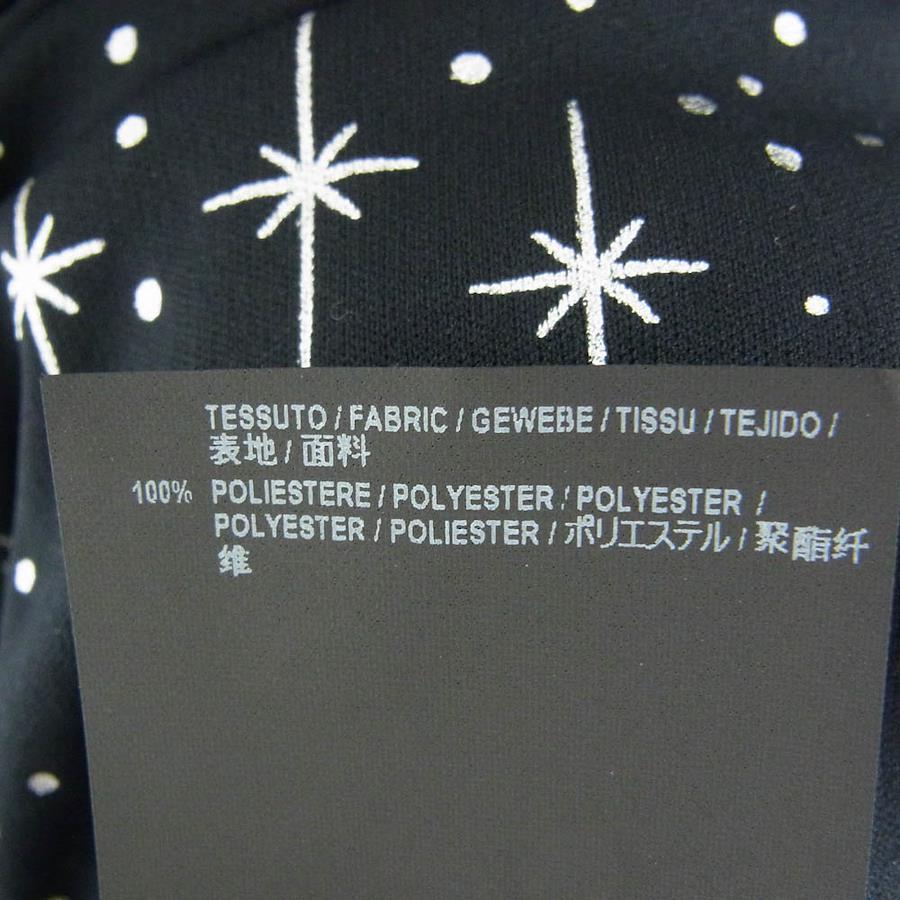 TESSUTO / FABRIC / GEWEBE / TISSU / TEJIDO /
表地 / 面料
100% POLIESTERE / POLYESTER / POLYESTER /
POLYESTER / POLIESTER / ポリエステル / 聚酯纤
维